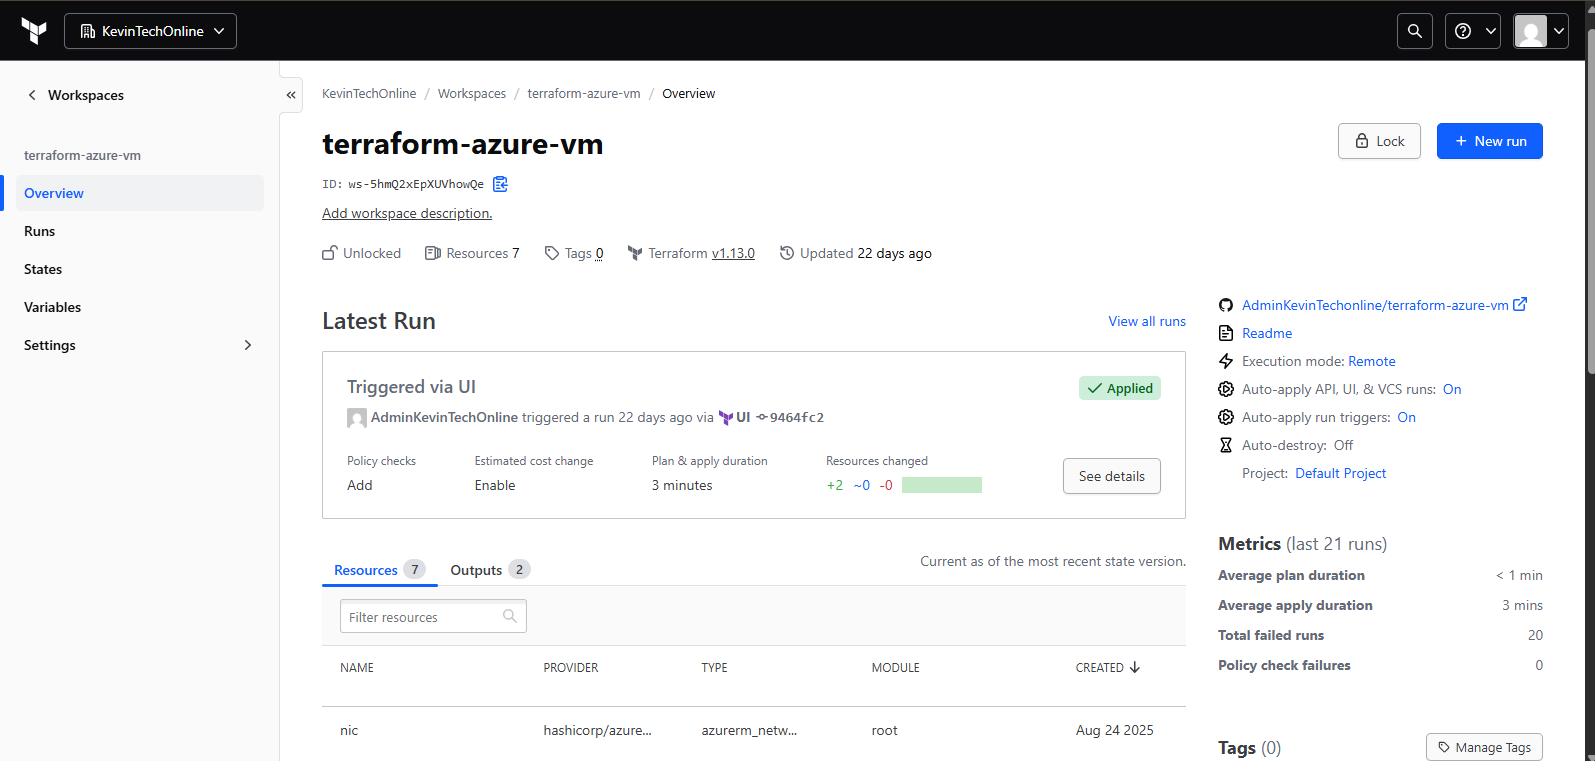 KevinTechOnline
Workspaces
terraform-azure-vm
Overview
Runs
States
Variables
Settings
KevinTechOnline / Workspaces / terraform-azure-vm / Overview
terraform-azure-vm
Lock
+ New run
ID: ws-5hmQ2xEpXUVhowQe
Add workspace description.
Unlocked Resources 7 Tags 0 Terraform v1.13.0 Updated 22 days ago
Latest Run
View all runs
Triggered via UI
Applied
AdminKevinTechOnline triggered a run 22 days ago via UI 9464fc2
Policy checks Estimated cost change Plan & apply duration Resources changed
Add Enable 3 minutes +2 ~0 -0
See details
Resources 7 Outputs 2
Current as of the most recent state version.
Filter resources
NAME PROVIDER TYPE MODULE CREATED
nic hashicorp/azure... azurerm_netw... root Aug 24 2025
AdminKevinTechonline/terraform-azure-vm
Readme
Execution mode: Remote
Auto-apply API, UI, & VCS runs: On
Auto-apply run triggers: On
Auto-destroy: Off
Project: Default Project
Metrics (last 21 runs)
Average plan duration < 1 min
Average apply duration 3 mins
Total failed runs 20
Policy check failures 0
Tags (0)
Manage Tags